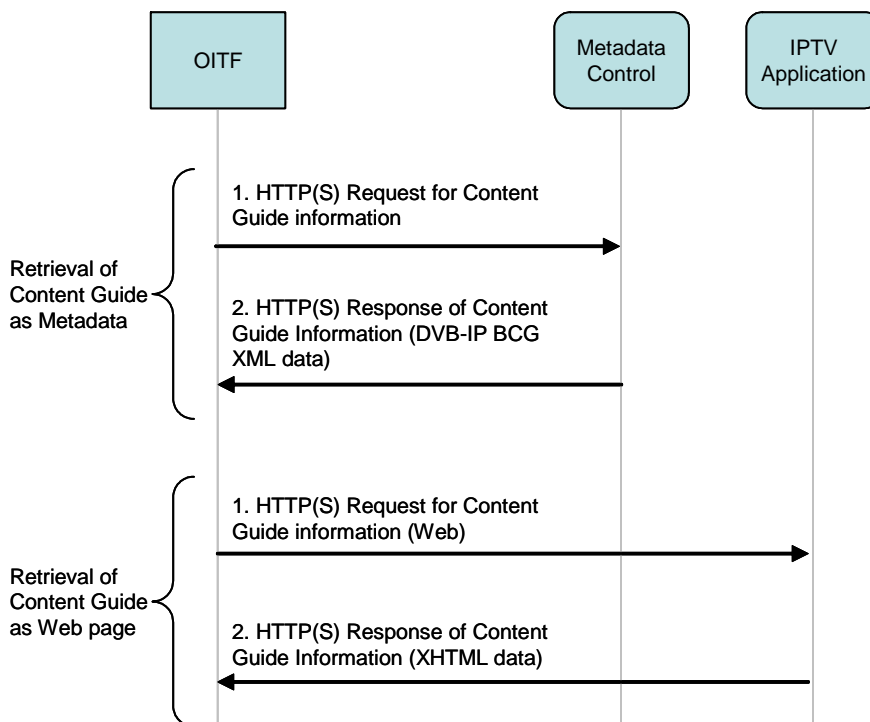 OITF
Metadata
Control
IPTV
Application
1. HTTP(S) Request for Content
Guide information
Retrieval of
Content Guide
as Metadata
2. HTTP(S) Response of Content
Guide Information (DVB-IP BCG
XML data)
1. HTTP(S) Request for Content
Guide information (Web)
Retrieval of
Content Guide
as Web page
2. HTTP(S) Response of Content
Guide Information (XHTML data)